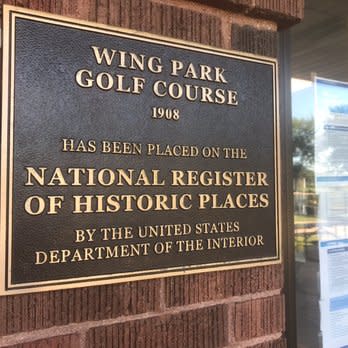 WING PARK
GOLF COURSE
1908
HAS BEEN PLACED ON THE
NATIONAL REGISTER
OF HISTORIC PLACES
BY THE UNITED STATES
DEPARTMENT OF THE INTERIOR